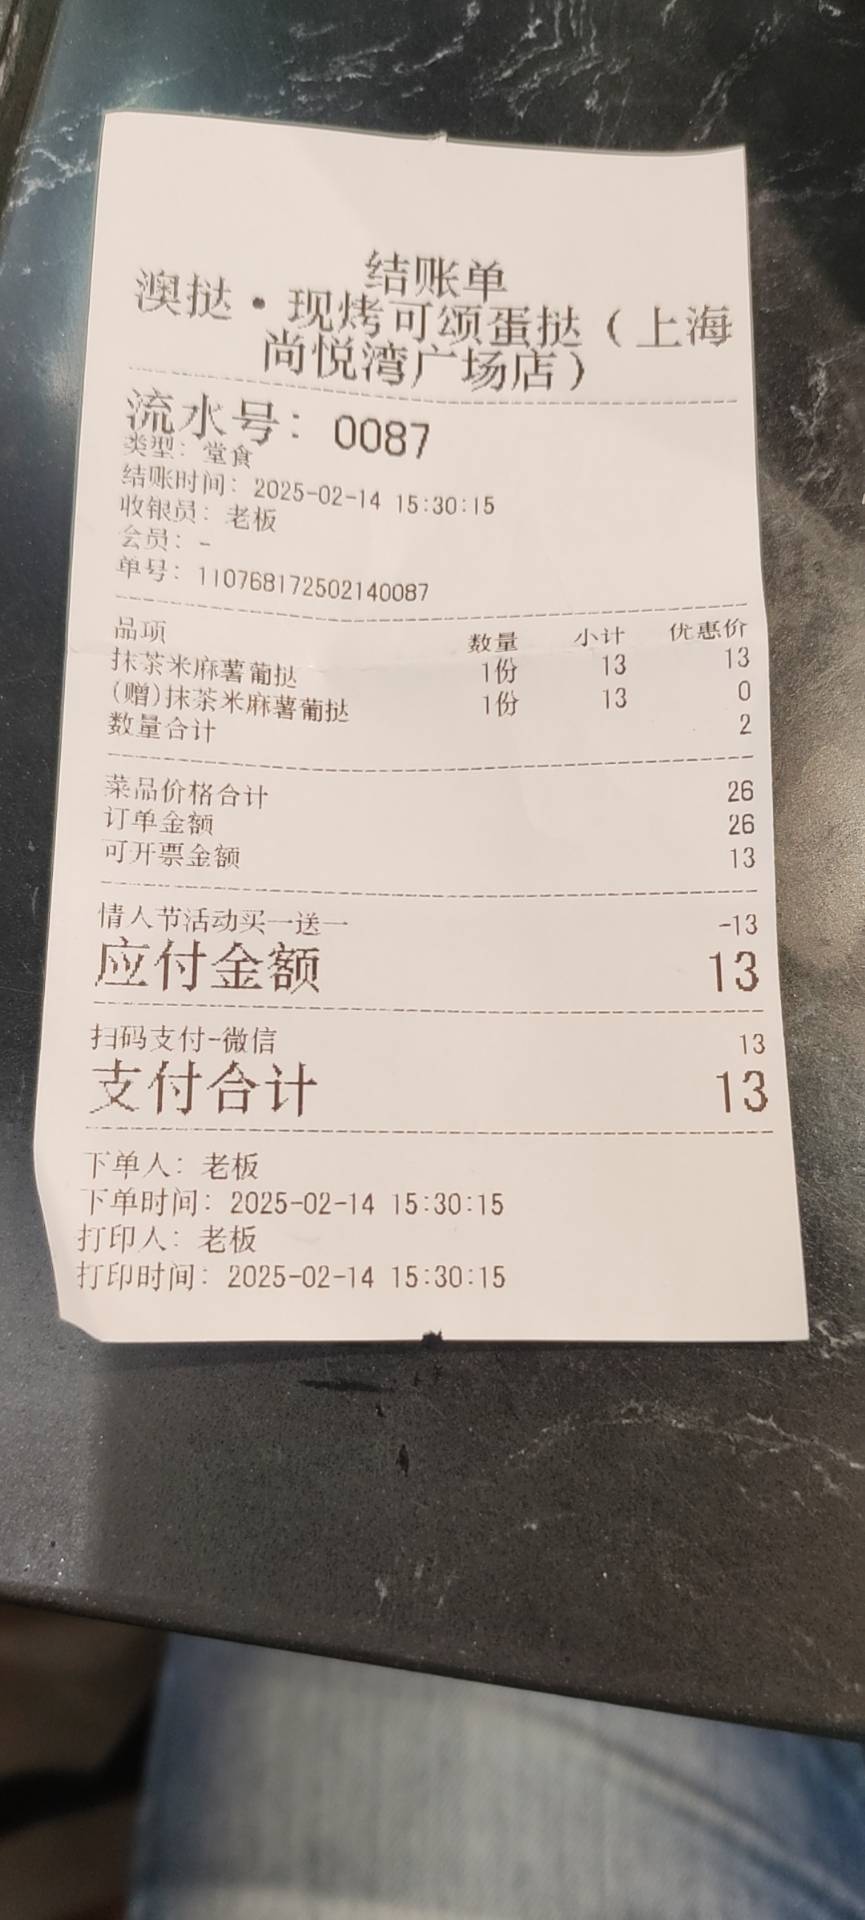 结账单
澳挞·现烤可颂蛋挞（上海
尚悦湾广场店）
流水号：0087
类型：堂食
结账时间：2025-02-14 15:30:15
收银员：老板
会员：-
单号：110768172502140087
品项 数量 小计 优惠价
抹茶米麻薯葡挞 1份 13 13
(赠)抹茶米麻薯葡挞 1份 13 0
数量合计 2
菜品价格合计 26
订单金额 26
可开票金额 13
情人节活动买一送一 -13
应付金额 13
扫码支付-微信 13
支付合计 13
下单人：老板
下单时间：2025-02-14 15:30:15
打印人：老板
打印时间：2025-02-14 15:30:15